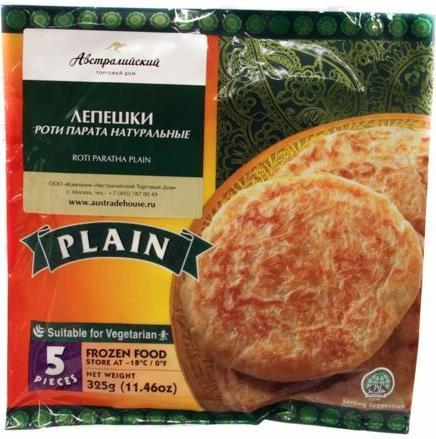 Австралийский
ТОРГОВЫЙ ДОМ
ЛЕПЕШКИ
РОТИ ПАРАТА НАТУРАЛЬНЫЕ
ROTI PARATHA PLAIN
ООО «Компания «Австралийский Торговый Дом»
г. Москва, тел. + 7 (495) 787 00 49
www.austradehouse.ru
PLAIN
Suitable for Vegetarian
5
PIECES
FROZEN FOOD
STORE AT –18°C / 0°F
NET WEIGHT
325g (11.46oz)
Serving Suggestion